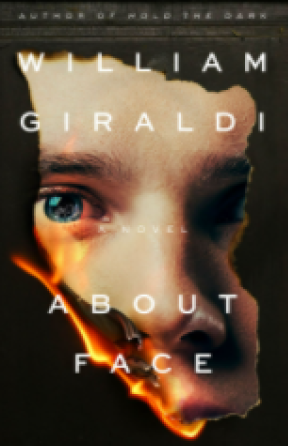 AUTHOR OF HOLD THE DARK
WILLIAM
GIRALDI
A NOVEL
ABOUT
FACE